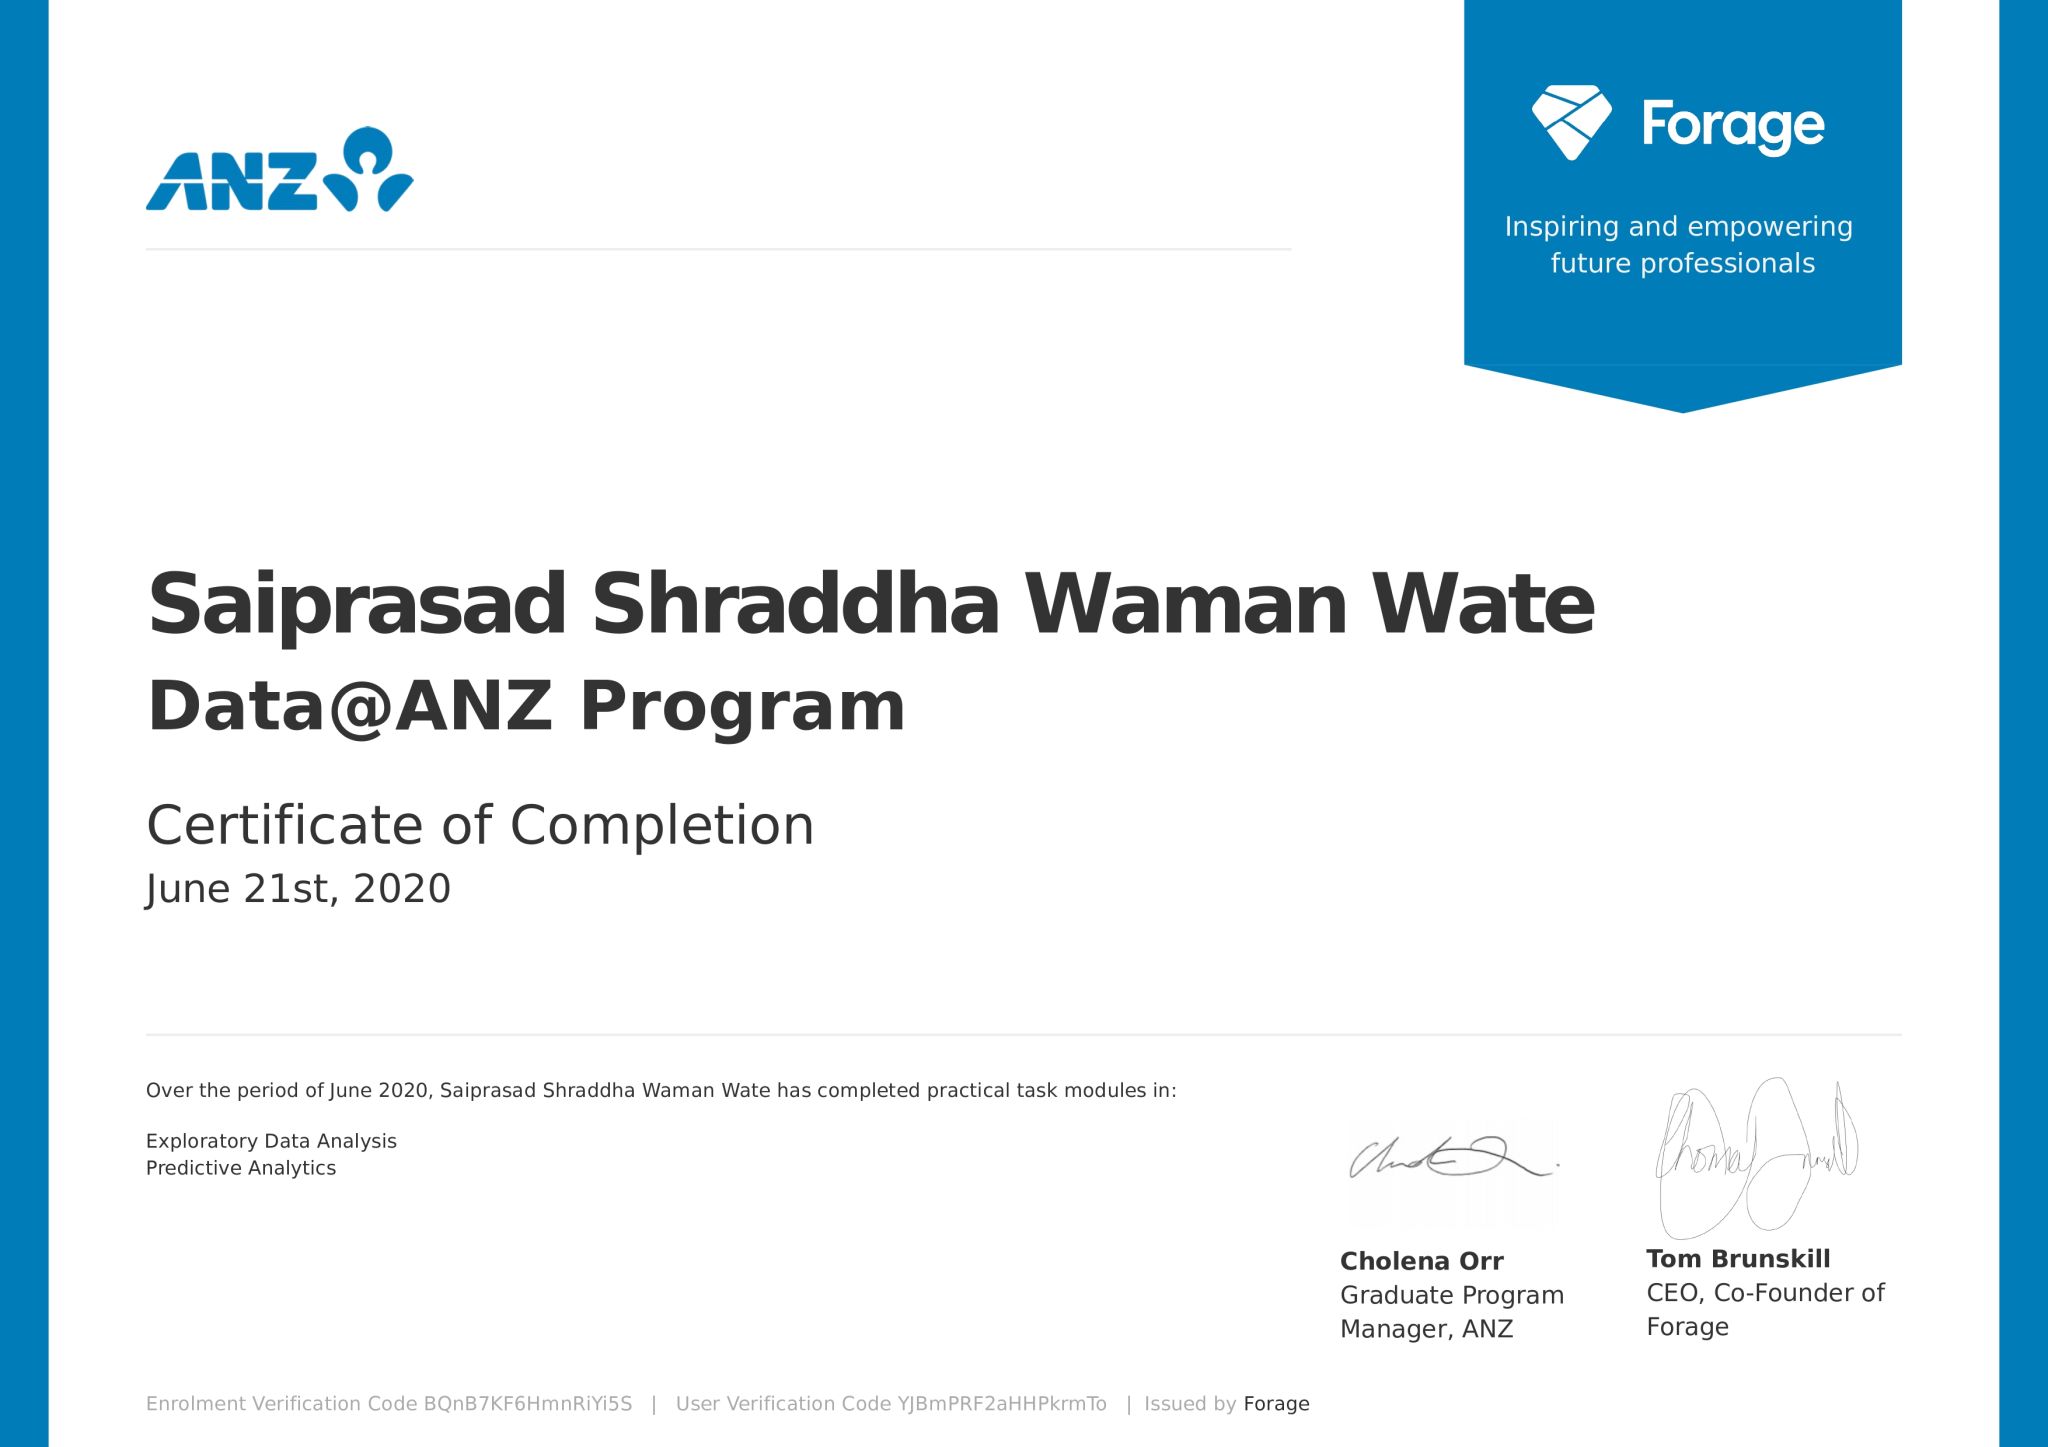 ANZ
Forage
Inspiring and empowering
future professionals
Saiprasad Shraddha Waman Wate
Data@ANZ Program
Certificate of Completion
June 21st, 2020
Over the period of June 2020, Saiprasad Shraddha Waman Wate has completed practical task modules in:
Exploratory Data Analysis
Predictive Analytics
Cholena Orr
Graduate Program
Manager, ANZ
Tom Brunskill
CEO, Co-Founder of
Forage
Enrolment Verification Code BQnB7KF6HmnRiYi5S | User Verification Code YJBmPRF2aHHPkrmTo | Issued by Forage